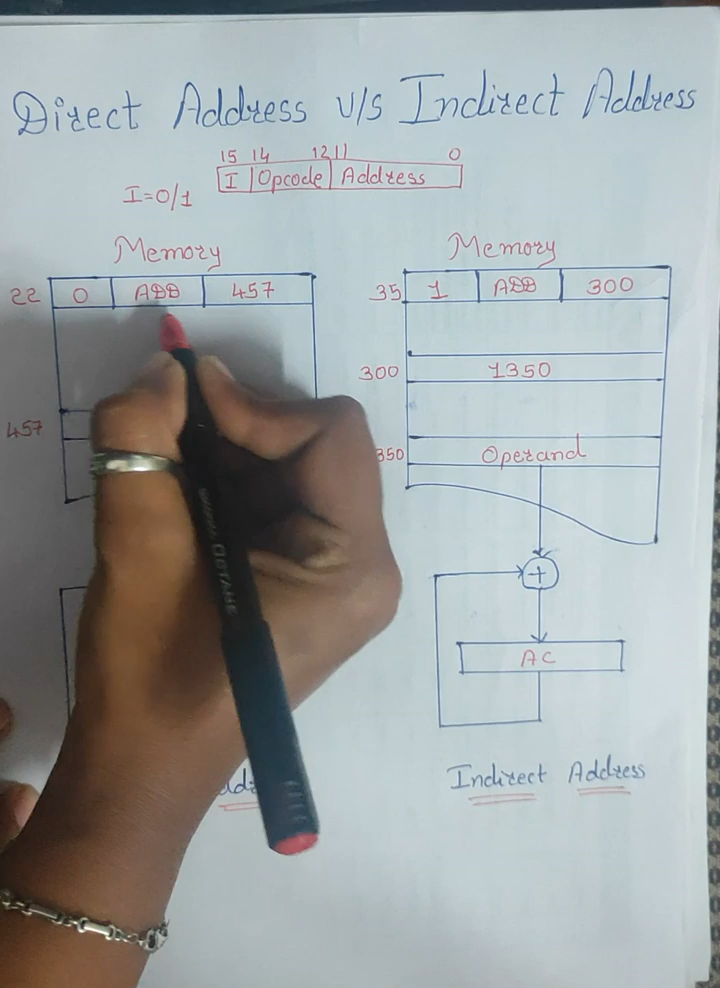 Direct Address v/s Indirect Address
15 14 12 11 0
I Opcode Address
I=0/1
Memory
22 0 ADD 457
457
Memory
35 1 ADD 300
300 1350
350 Operand
+
AC
Indirect Address
OCTANE